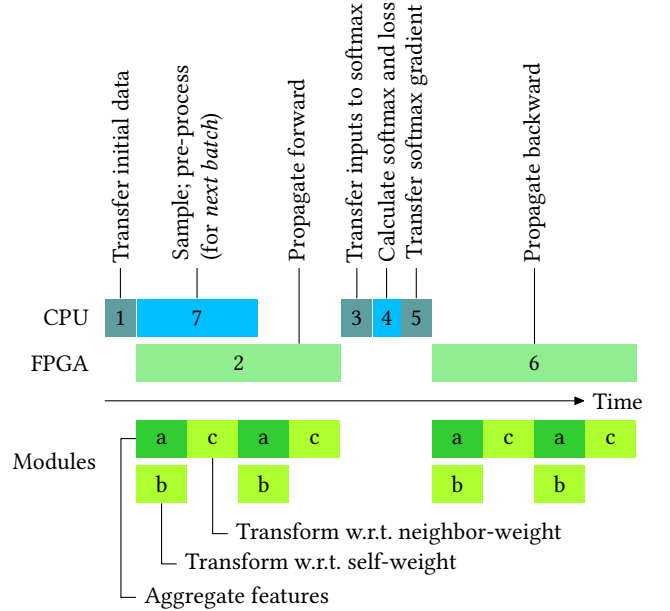 Transfer initial data
Sample; pre-process
(for next batch)
Propagate forward
Transfer inputs to softmax
Calculate softmax and loss
Transfer softmax gradient
Propagate backward
CPU 1 7 3 4 5
FPGA 2 6
Time
Modules
a c a c a c a c
b b b b
Transform w.r.t. neighbor-weight
Transform w.r.t. self-weight
Aggregate features